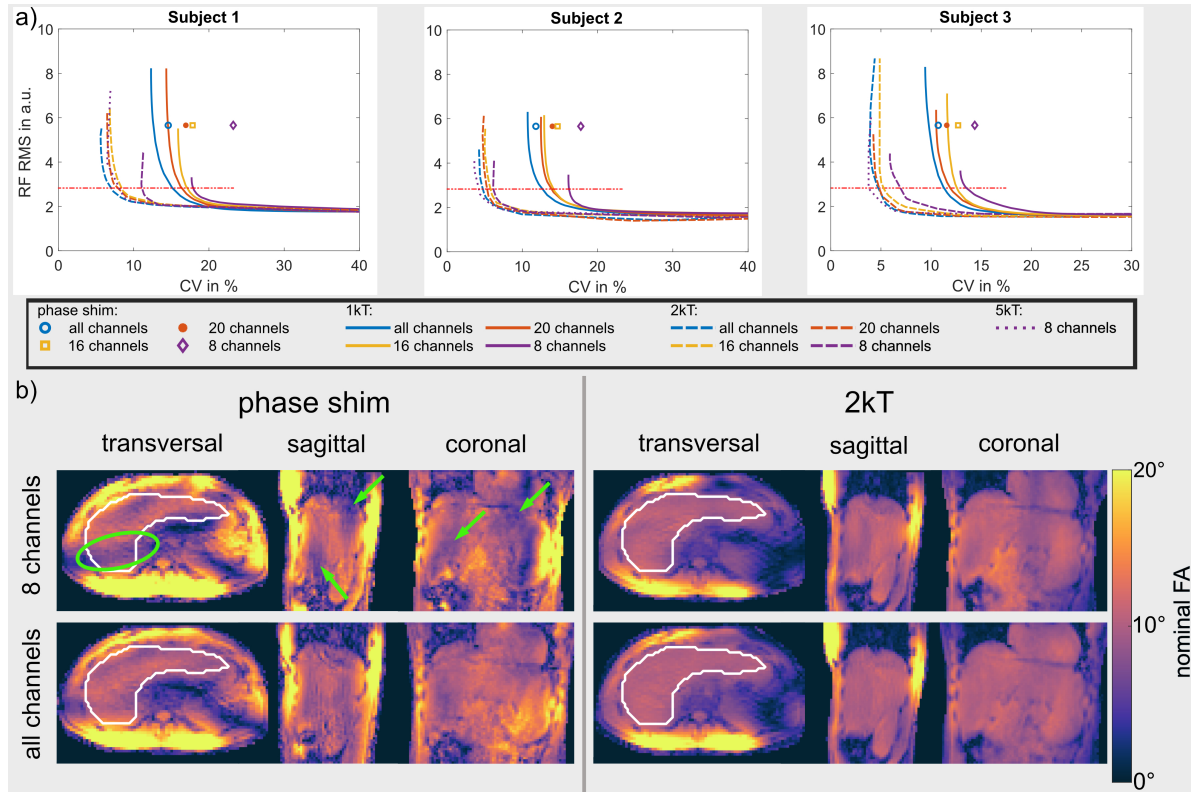 a)
Subject 1
Subject 2
Subject 3
RF RMS in a.u.
10
8
6
4
2
0
0
10
20
30
40
CV in %
10
8
6
4
2
0
0
10
20
30
40
CV in %
10
8
6
4
2
0
0
5
10
15
20
25
30
CV in %
phase shim:
1kT:
2kT:
5kT:
all channels
20 channels
all channels
20 channels
all channels
20 channels
8 channels
16 channels
8 channels
16 channels
8 channels
16 channels
8 channels
b)
phase shim
2kT
transversal
sagittal
coronal
transversal
sagittal
coronal
8 channels
all channels
20°
10°
0°
nominal FA